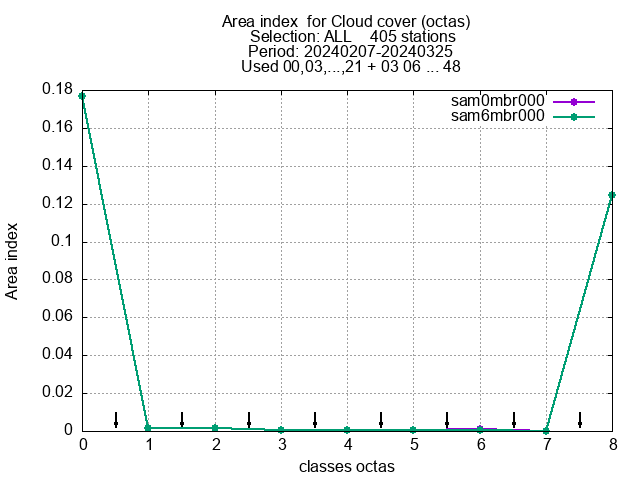 Area index  for Cloud cover (octas)
Selection: ALL    405 stations
Period: 20240207-20240325
Used 00,03,...,21 + 03 06 ... 48
sam0mbr000
sam6mbr000
0.18
0.16
0.14
0.12
0.1
0.08
0.06
0.04
0.02
0
Area index
0 1 2 3 4 5 6 7 8
classes octas